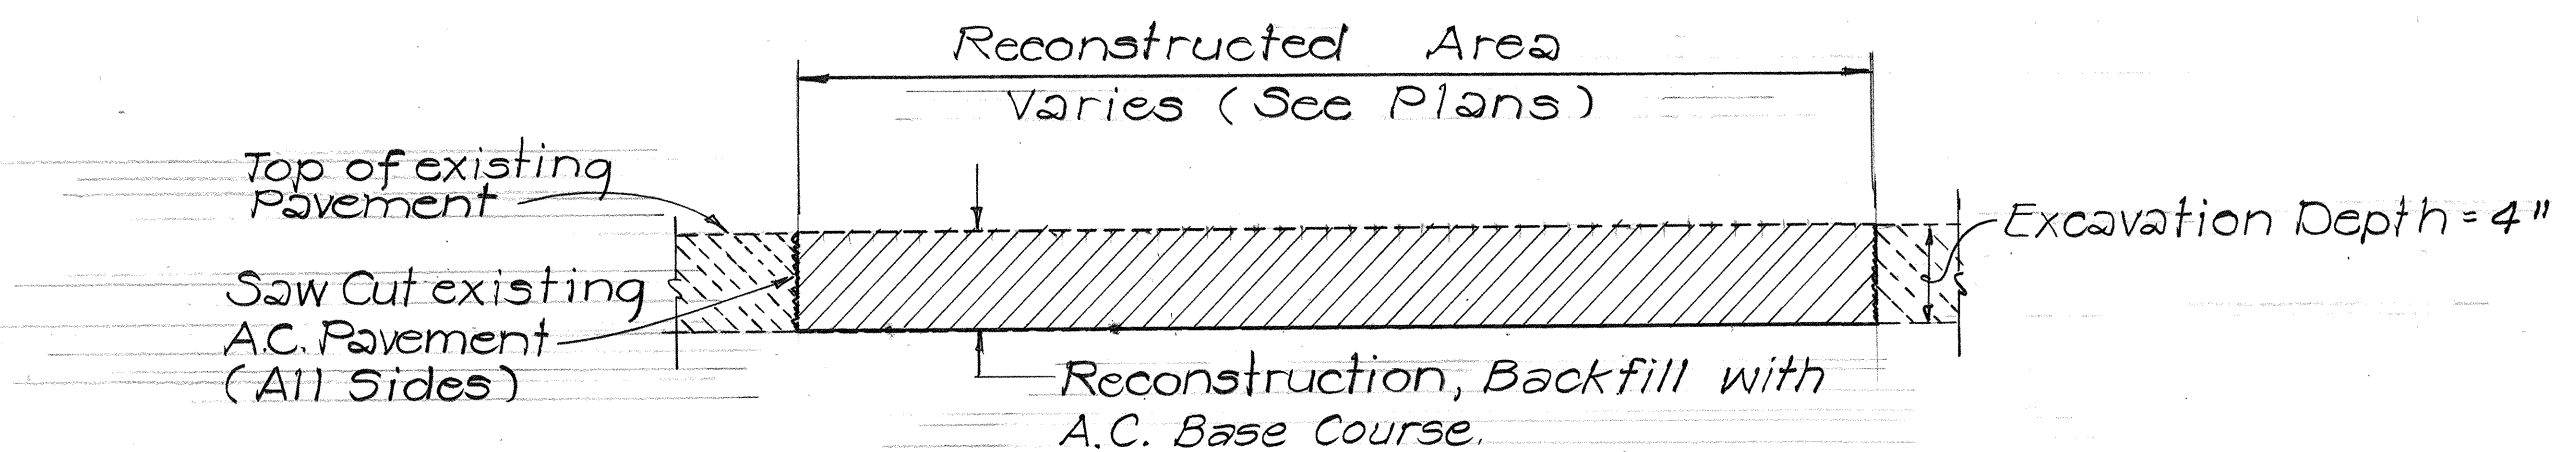 Reconstructed Area
Varies (See Plans)
Top of existing
Pavement
Excavation Depth = 4"
Saw Cut existing
A.C. Pavement
(All Sides)
Reconstruction, Backfill with
A.C. Base Course.